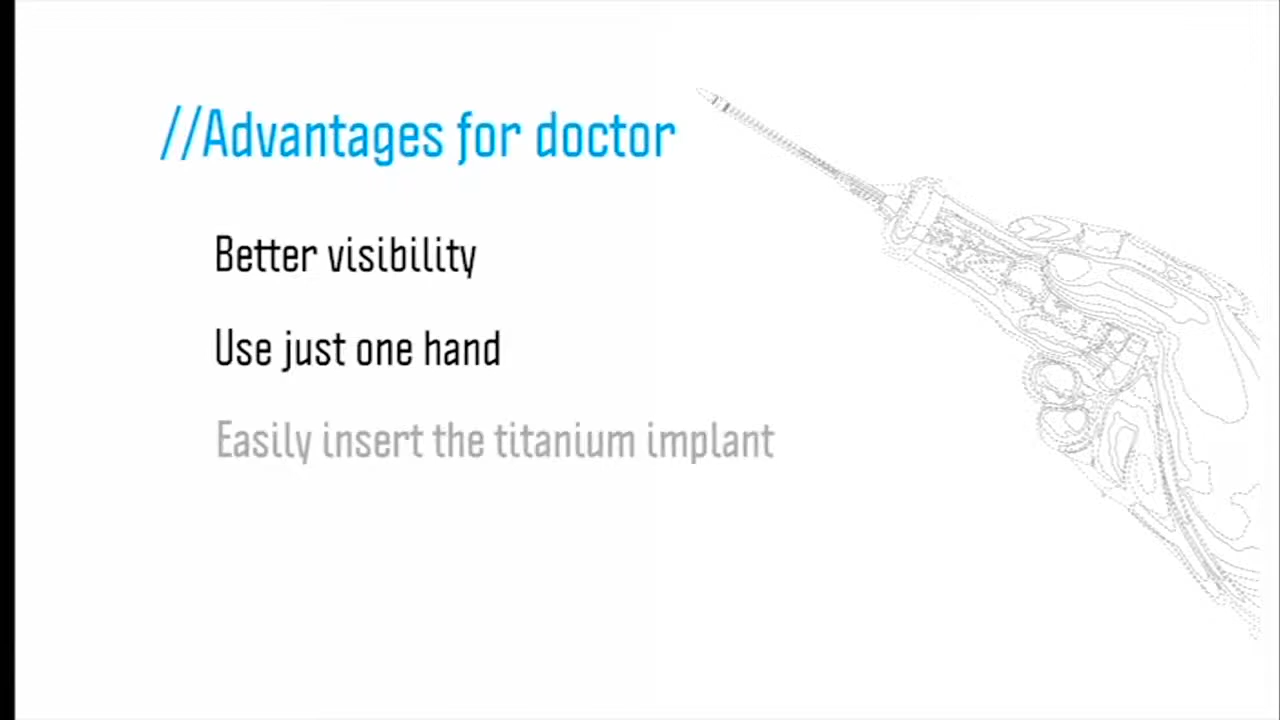 //Advantages for doctor
Better visibility
Use just one hand
Easily insert the titanium implant